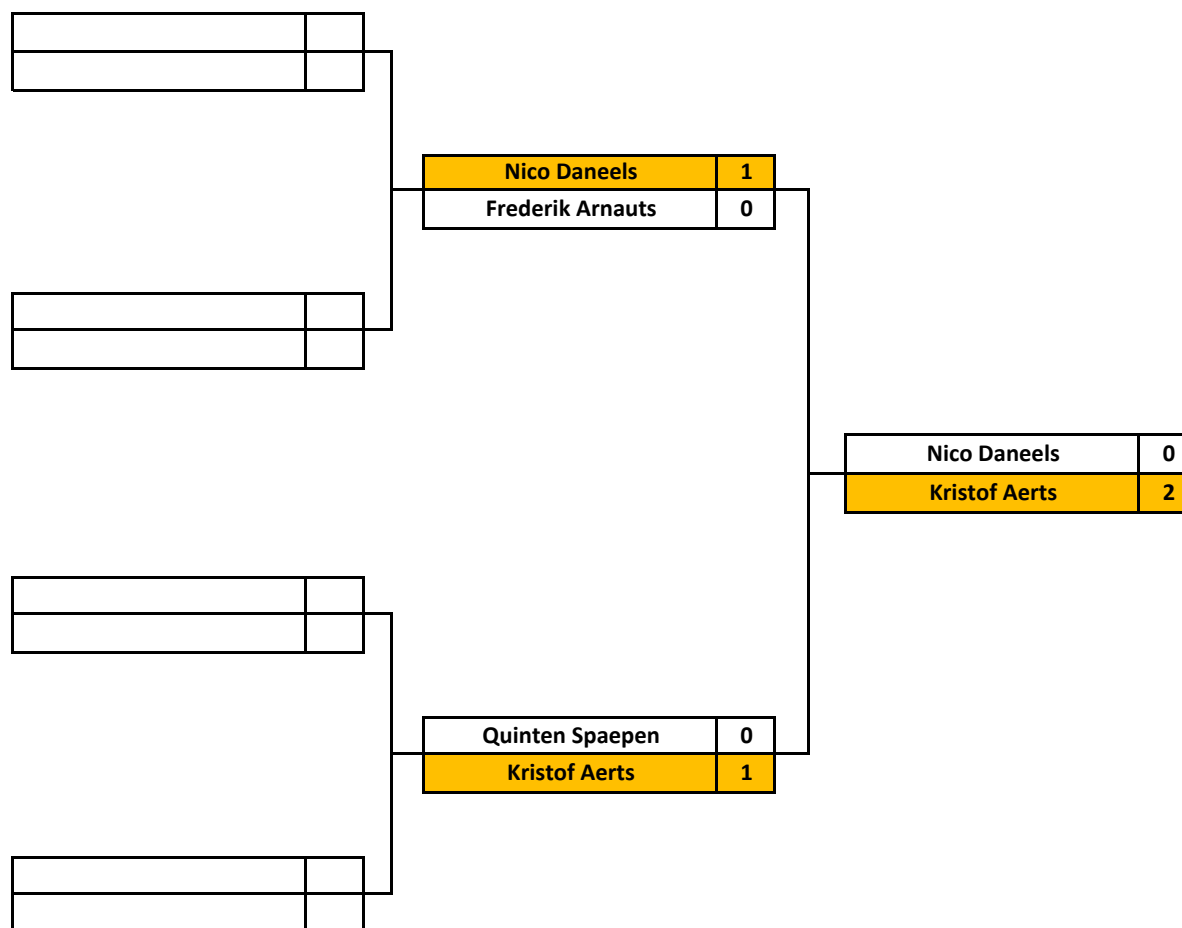 Nico Daneels 1
Frederik Arnauts 0
Nico Daneels 0
Kristof Aerts 2
Quinten Spaepen 0
Kristof Aerts 1